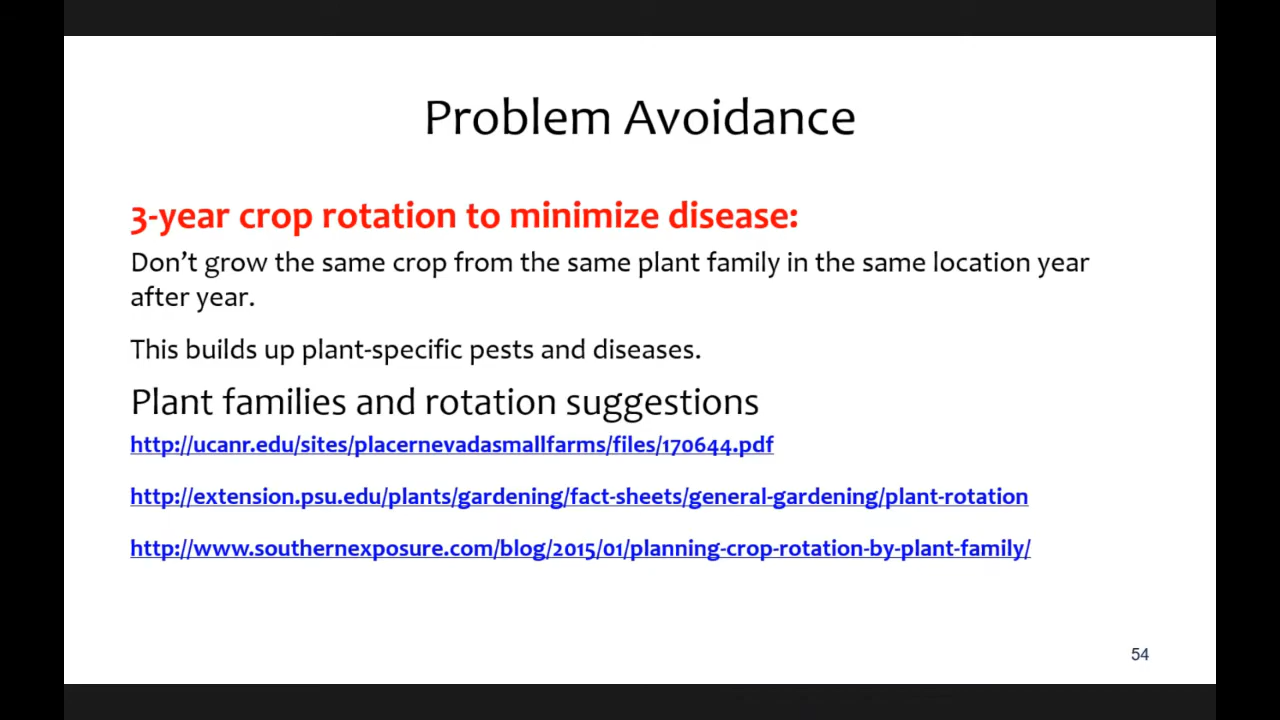 Problem Avoidance
3-year crop rotation to minimize disease:
Don’t grow the same crop from the same plant family in the same location year
after year.
This builds up plant-specific pests and diseases.
Plant families and rotation suggestions
http://ucanr.edu/sites/placernevadasmallfarms/files/170644.pdf
http://extension.psu.edu/plants/gardening/fact-sheets/general-gardening/plant-rotation
http://www.southernexposure.com/blog/2015/01/planning-crop-rotation-by-plant-family/
54